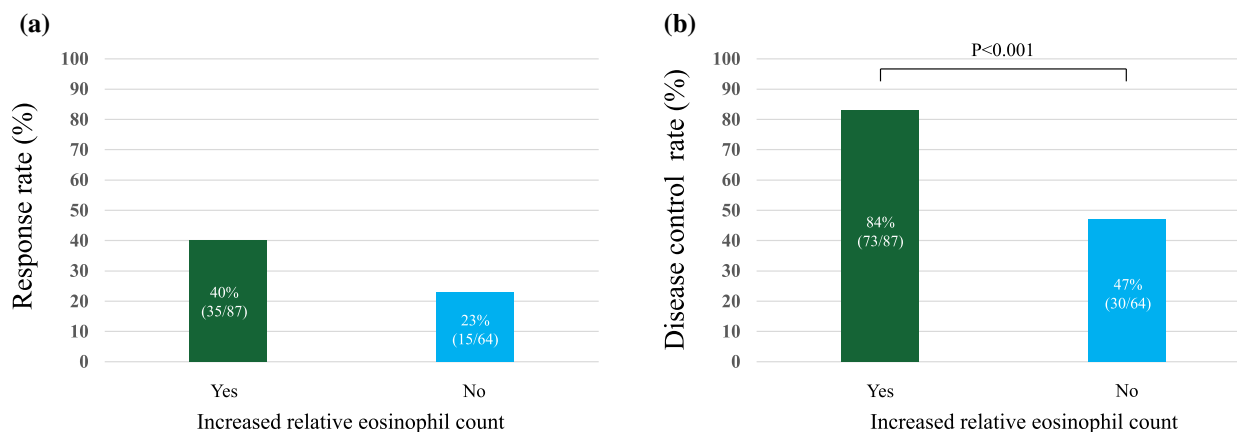 (a)
Response rate (%)
100
90
80
70
60
50
40
30
20
10
0
40%
(35/87)
23%
(15/64)
Yes
No
Increased relative eosinophil count
(b)
P<0.001
Disease control rate (%)
100
90
80
70
60
50
40
30
20
10
0
84%
(73/87)
47%
(30/64)
Yes
No
Increased relative eosinophil count